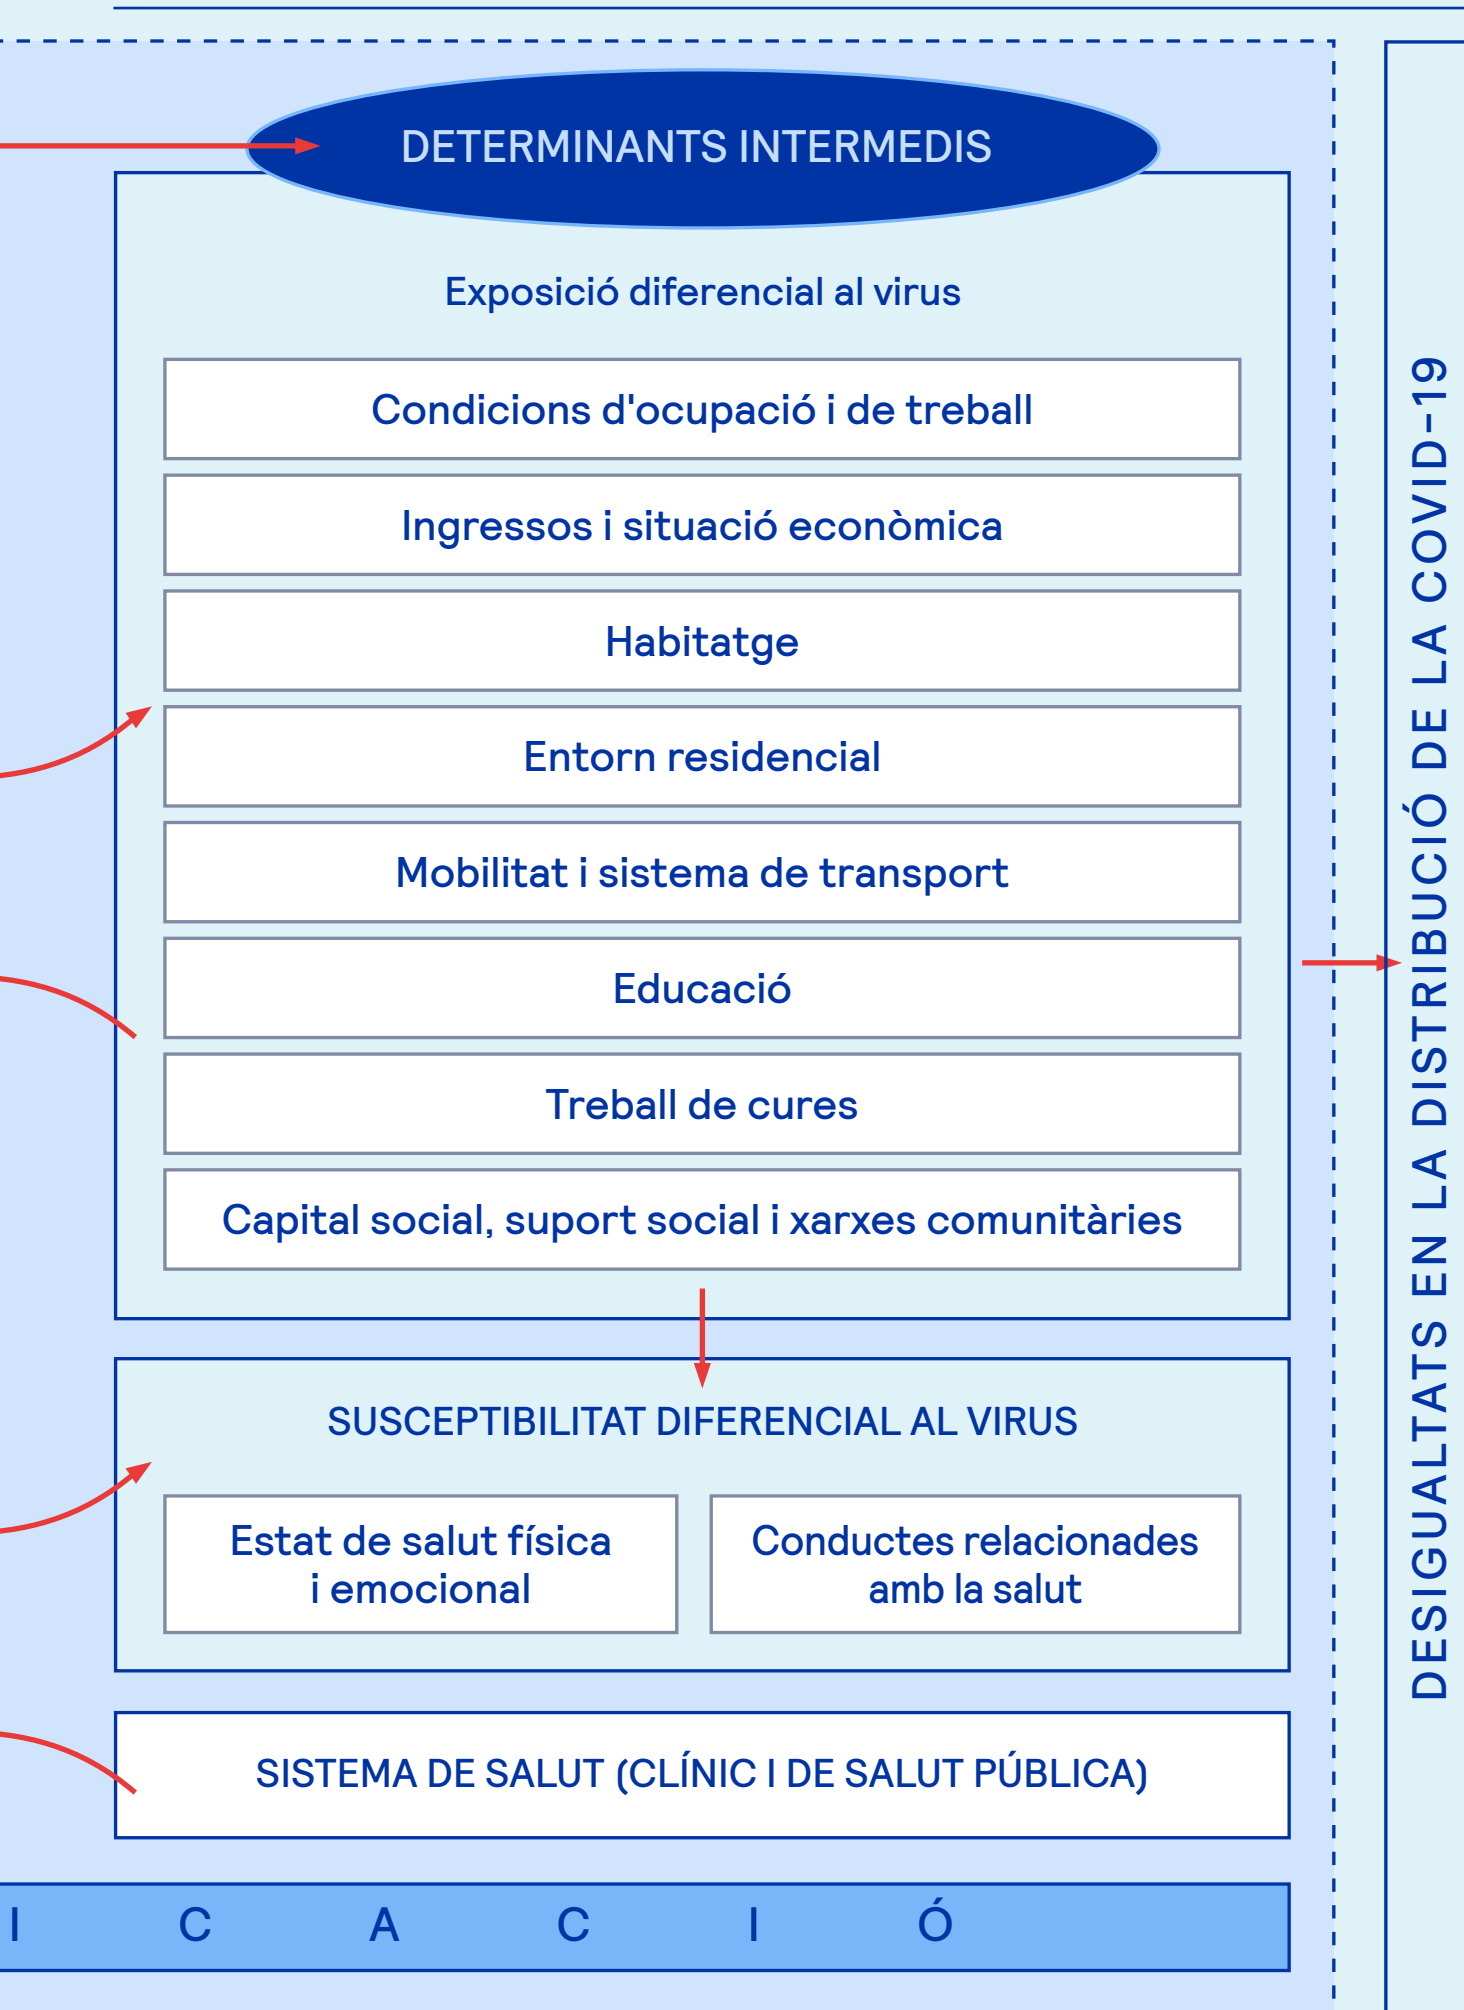 DETERMINANTS INTERMEDIS
Exposició diferencial al virus
Condicions d'ocupació i de treball
Ingressos i situació econòmica
Habitatge
Entorn residencial
Mobilitat i sistema de transport
Educació
Treball de cures
Capital social, suport social i xarxes comunitàries
SUSCEPTIBILITAT DIFERENCIAL AL VIRUS
Estat de salut física
i emocional
Conductes relacionades
amb la salut
SISTEMA DE SALUT (CLÍNIC I DE SALUT PÚBLICA)
I C A C I Ó
DESIGUALTATS EN LA DISTRIBUCIÓ DE LA COVID-19